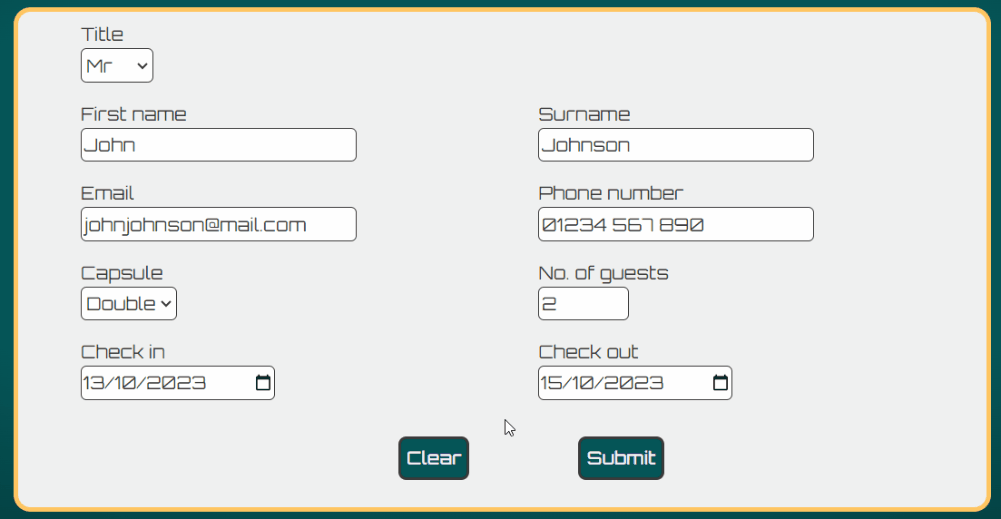 Title
Mr
First name Surname
John Johnson
Email Phone number
johnjohnson@mail.com 01234 567 890
Capsule No. of guests
Double 2
Check in Check out
13/10/2023 15/10/2023
Clear Submit